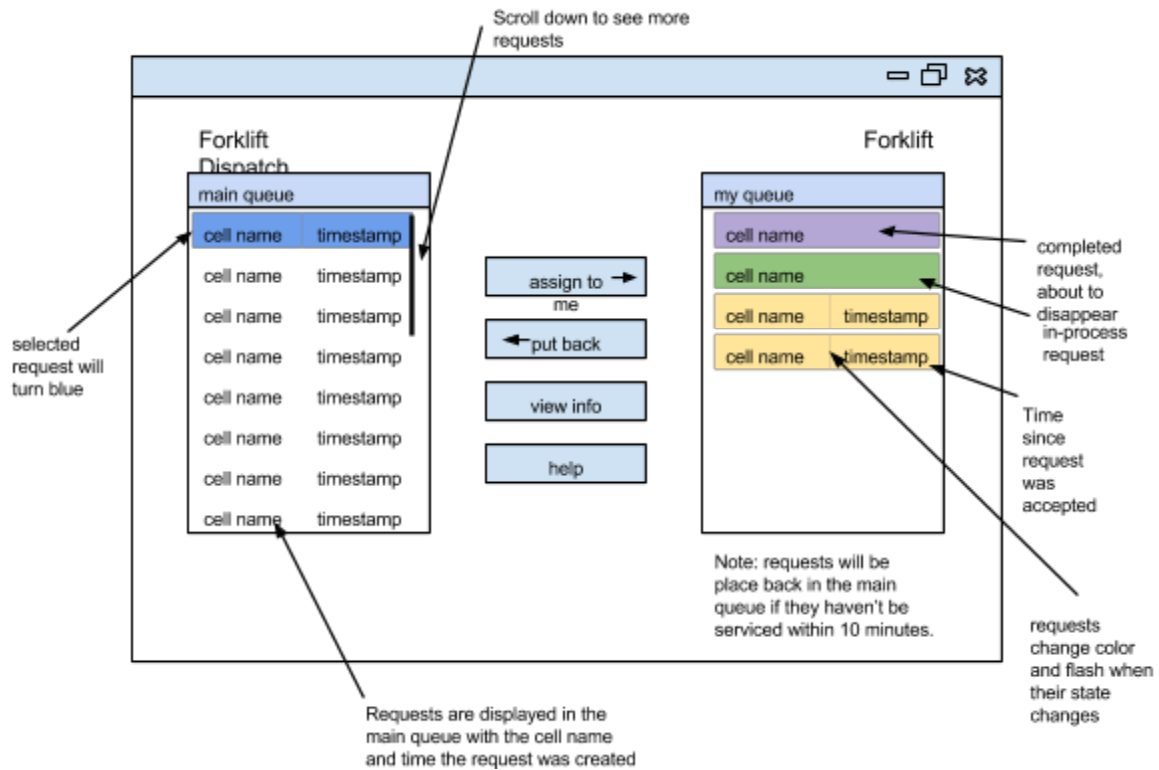 Scroll down to see more
requests
Forklift
Dispatch
Forklift
main queue
cell name timestamp
cell name timestamp
cell name timestamp
cell name timestamp
cell name timestamp
cell name timestamp
cell name timestamp
cell name timestamp
selected
request will
turn blue
assign to
me
put back
view info
help
my queue
cell name
cell name
cell name timestamp
cell name timestamp
Note: requests will be
place back in the main
queue if they haven't be
serviced within 10 minutes.
completed
request,
about to
disappear
in-process
request
Time
since
request
was
accepted
requests
change color
and flash when
their state
changes
Requests are displayed in the
main queue with the cell name
and time the request was created